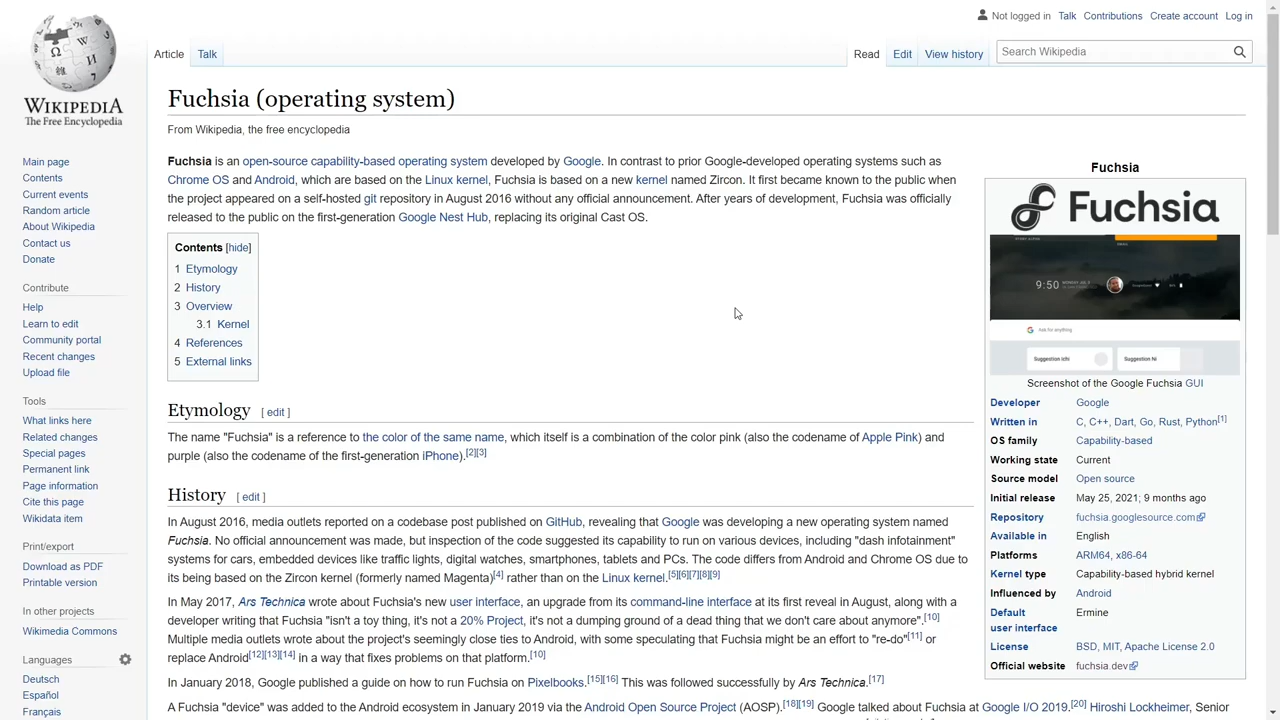 Not logged in Talk Contributions Create account Log in
Article Talk Read Edit View history Search Wikipedia
WIKIPEDIA
The Free Encyclopedia
Main page
Contents
Current events
Random article
About Wikipedia
Contact us
Donate
Contribute
Help
Learn to edit
Community portal
Recent changes
Upload file
Tools
What links here
Related changes
Special pages
Permanent link
Page information
Cite this page
Wikidata item
Print/export
Download as PDF
Printable version
In other projects
Wikimedia Commons
Languages
Deutsch
Español
Français
Fuchsia (operating system)
From Wikipedia, the free encyclopedia
Fuchsia is an open-source capability-based operating system developed by Google. In contrast to prior Google-developed operating systems such as
Chrome OS and Android, which are based on the Linux kernel, Fuchsia is based on a new kernel named Zircon. It first became known to the public when
the project appeared on a self-hosted git repository in August 2016 without any official announcement. After years of development, Fuchsia was officially
released to the public on the first-generation Google Nest Hub, replacing its original Cast OS.
Contents [hide]
1 Etymology
2 History
3 Overview
3.1 Kernel
4 References
5 External links
Etymology [ edit ]
The name "Fuchsia" is a reference to the color of the same name, which itself is a combination of the color pink (also the codename of Apple Pink) and
purple (also the codename of the first-generation iPhone).[2][3]
History [ edit ]
In August 2016, media outlets reported on a codebase post published on GitHub, revealing that Google was developing a new operating system named
Fuchsia. No official announcement was made, but inspection of the code suggested its capability to run on various devices, including "dash infotainment"
systems for cars, embedded devices like traffic lights, digital watches, smartphones, tablets and PCs. The code differs from Android and Chrome OS due to
its being based on the Zircon kernel (formerly named Magenta)[4] rather than on the Linux kernel.[5][6][7][8][9]
In May 2017, Ars Technica wrote about Fuchsia's new user interface, an upgrade from its command-line interface at its first reveal in August, along with a
developer writing that Fuchsia "isn't a toy thing, it's not a 20% Project, it's not a dumping ground of a dead thing that we don't care about anymore".[10]
Multiple media outlets wrote about the project's seemingly close ties to Android, with some speculating that Fuchsia might be an effort to "re-do"[11] or
replace Android[12][13][14] in a way that fixes problems on that platform.[10]
In January 2018, Google published a guide on how to run Fuchsia on Pixelbooks.[15][16] This was followed successfully by Ars Technica.[17]
A Fuchsia "device" was added to the Android ecosystem in January 2019 via the Android Open Source Project (AOSP).[18][19] Google talked about Fuchsia at Google I/O 2019.[20] Hiroshi Lockheimer, Senior
Fuchsia
Fuchsia
9:50
Ask for anything
Suggestion Ichi Suggestion Ni
Screenshot of the Google Fuchsia GUI
Developer Google
Written in C, C++, Dart, Go, Rust, Python[1]
OS family Capability-based
Working state Current
Source model Open source
Initial release May 25, 2021; 9 months ago
Repository fuchsia.googlesource.com
Available in English
Platforms ARM64, x86-64
Kernel type Capability-based hybrid kernel
Influenced by Android
Default Ermine
user interface
License BSD, MIT, Apache License 2.0
Official website fuchsia.dev